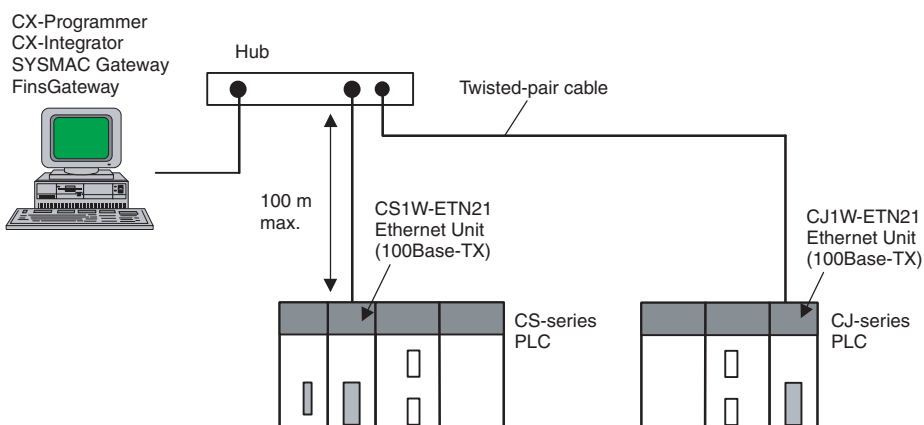 CX-Programmer
CX-Integrator
SYSMAC Gateway
FinsGateway
Hub
Twisted-pair cable
100 m
max.
CS1W-ETN21
Ethernet Unit
(100Base-TX)
CJ1W-ETN21
Ethernet Unit
(100Base-TX)
CS-series
PLC
CJ-series
PLC